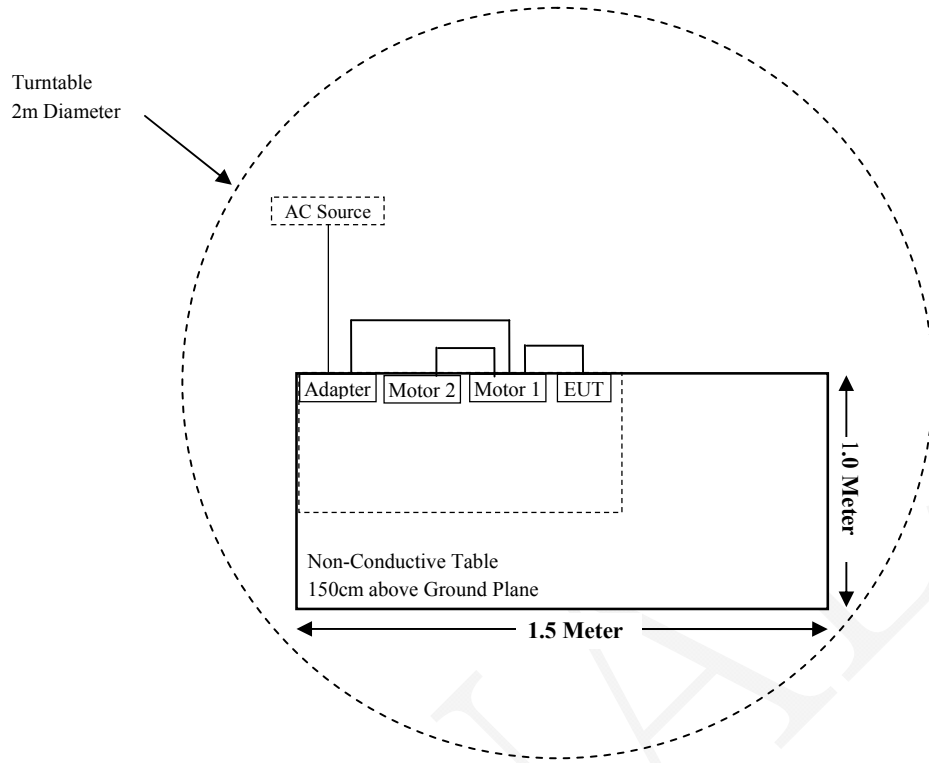 Turntable
2m Diameter
AC Source
Adapter
Motor 2
Motor 1
EUT
1.0 Meter
Non-Conductive Table
150cm above Ground Plane
1.5 Meter